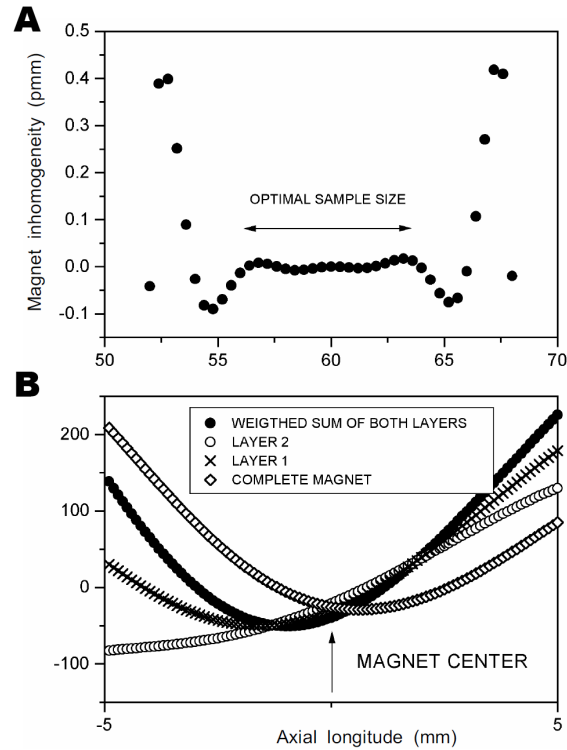 A
0.5
0.4
0.3
0.2
0.1
0.0
-0.1
Magnet inhomogeneity (pmm)
OPTIMAL SAMPLE SIZE
50
55
60
65
70
B
200
100
0
-100
WEIGTHED SUM OF BOTH LAYERS
LAYER 2
LAYER 1
COMPLETE MAGNET
MAGNET CENTER
-5
5
Axial longitude (mm)